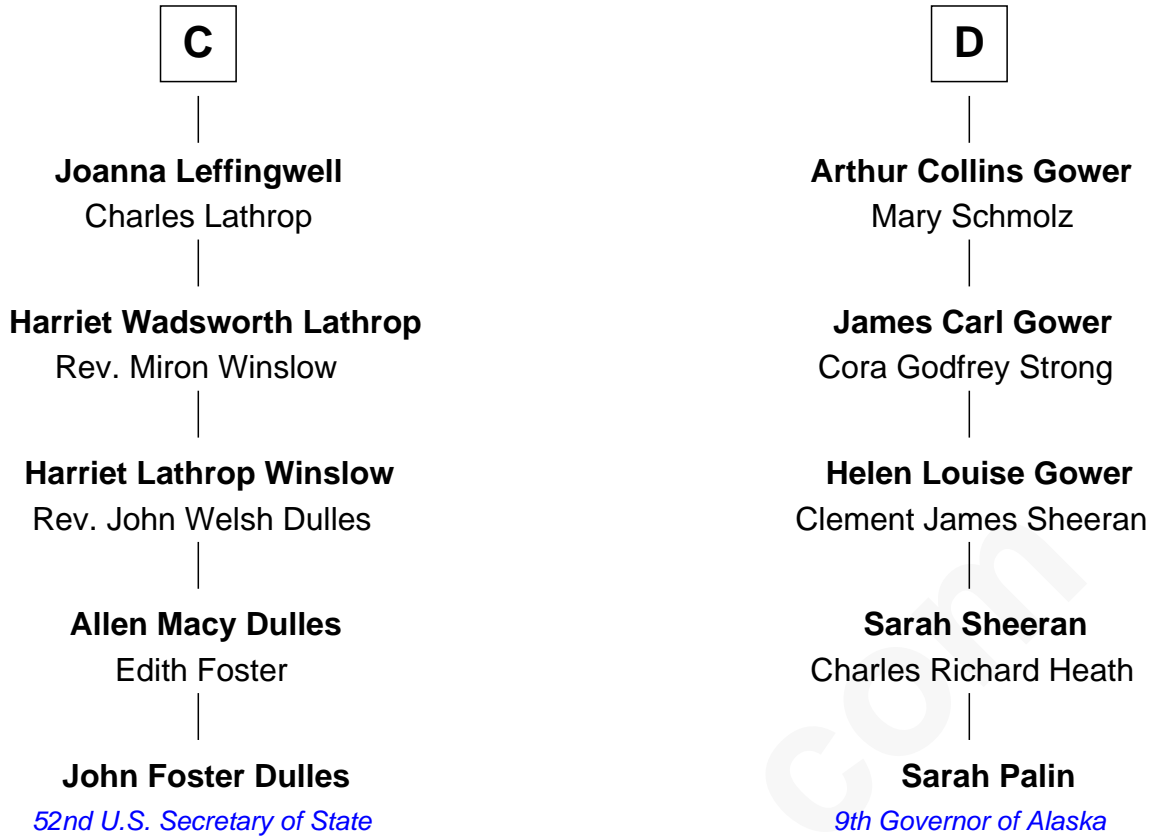 C
Joanna Leffingwell
Charles Lathrop
Harriet Wadsworth Lathrop
Rev. Miron Winslow
Harriet Lathrop Winslow
Rev. John Welsh Dulles
Allen Macy Dulles
Edith Foster
John Foster Dulles
52nd U.S. Secretary of State
D
Arthur Collins Gower
Mary Schmolz
James Carl Gower
Cora Godfrey Strong
Helen Louise Gower
Clement James Sheeran
Sarah Sheeran
Charles Richard Heath
Sarah Palin
9th Governor of Alaska
com